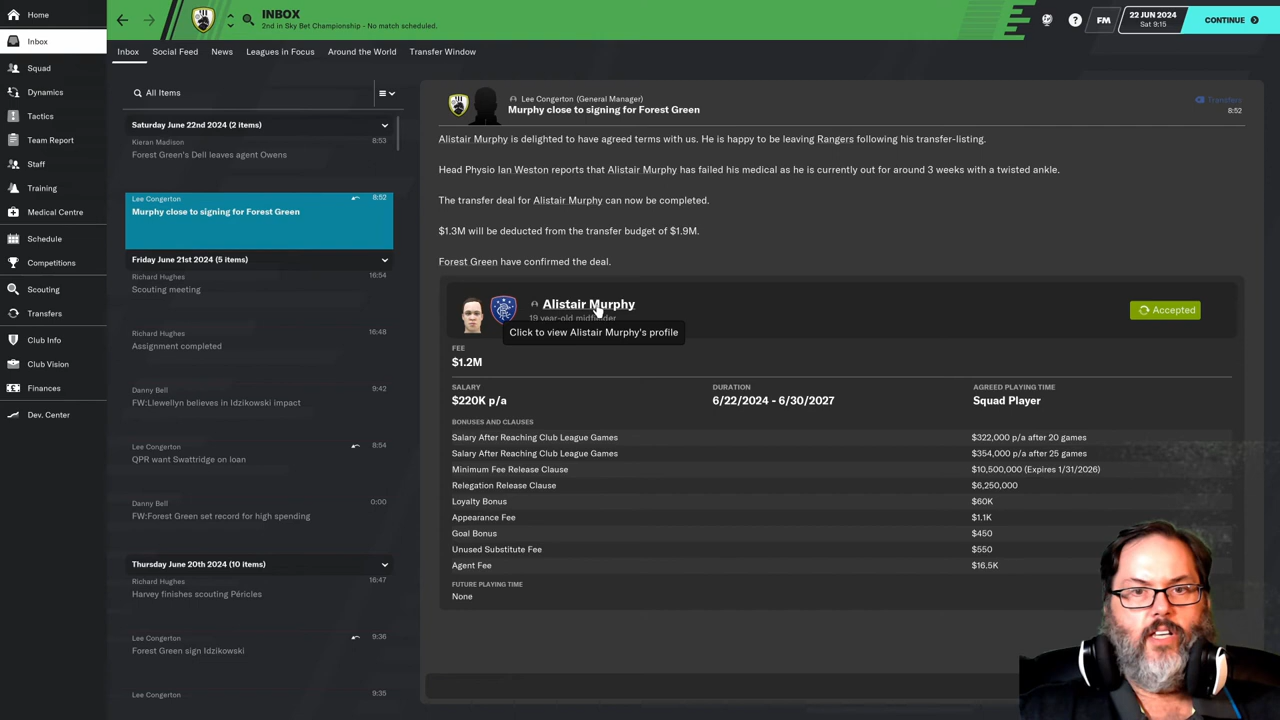 Home
Inbox
Squad
Dynamics
Tactics
Team Report
Staff
Training
Medical Centre
Schedule
Competitions
Scouting
Transfers
Club Info
Club Vision
Finances
Dev. Center
INBOX
2nd in Sky Bet Championship - No match scheduled.
?
FM
22 JUN 2024
Sat 9:15
CONTINUE
Inbox
Social Feed
News
Leagues in Focus
Around the World
Transfer Window
All Items
Saturday June 22nd 2024 (2 items)
Kieran Madison 8:53
Forest Green's Dell leaves agent Owens
Lee Congerton 8:52
Murphy close to signing for Forest Green
Friday June 21st 2024 (5 items)
Richard Hughes 16:54
Scouting meeting
Richard Hughes 16:48
Assignment completed
Danny Bell 9:42
FW:Llewellyn believes in Idzikowski impact
Lee Congerton 8:54
QPR want Swattridge on loan
Danny Bell 0:00
FW:Forest Green set record for high spending
Thursday June 20th 2024 (10 items)
Richard Hughes 16:47
Harvey finishes scouting Péricles
Lee Congerton 9:36
Forest Green sign Idzikowski
Lee Congerton 9:35
Lee Congerton (General Manager)
Murphy close to signing for Forest Green
Transfers
8:52
Alistair Murphy is delighted to have agreed terms with us. He is happy to be leaving Rangers following his transfer-listing.
Head Physio Ian Weston reports that Alistair Murphy has failed his medical as he is currently out for around 3 weeks with a twisted ankle.
The transfer deal for Alistair Murphy can now be completed.
$1.3M will be deducted from the transfer budget of $1.9M.
Forest Green have confirmed the deal.
Alistair Murphy
19 year-old midfielder
Click to view Alistair Murphy's profile
Accepted
FEE
$1.2M
SALARY DURATION AGREED PLAYING TIME
$220K p/a 6/22/2024 - 6/30/2027 Squad Player
BONUSES AND CLAUSES
Salary After Reaching Club League Games $322,000 p/a after 20 games
Salary After Reaching Club League Games $354,000 p/a after 25 games
Minimum Fee Release Clause $10,500,000 (Expires 1/31/2026)
Relegation Release Clause $6,250,000
Loyalty Bonus $60K
Appearance Fee $1.1K
Goal Bonus $450
Unused Substitute Fee $550
Agent Fee $16.5K
FUTURE PLAYING TIME
None